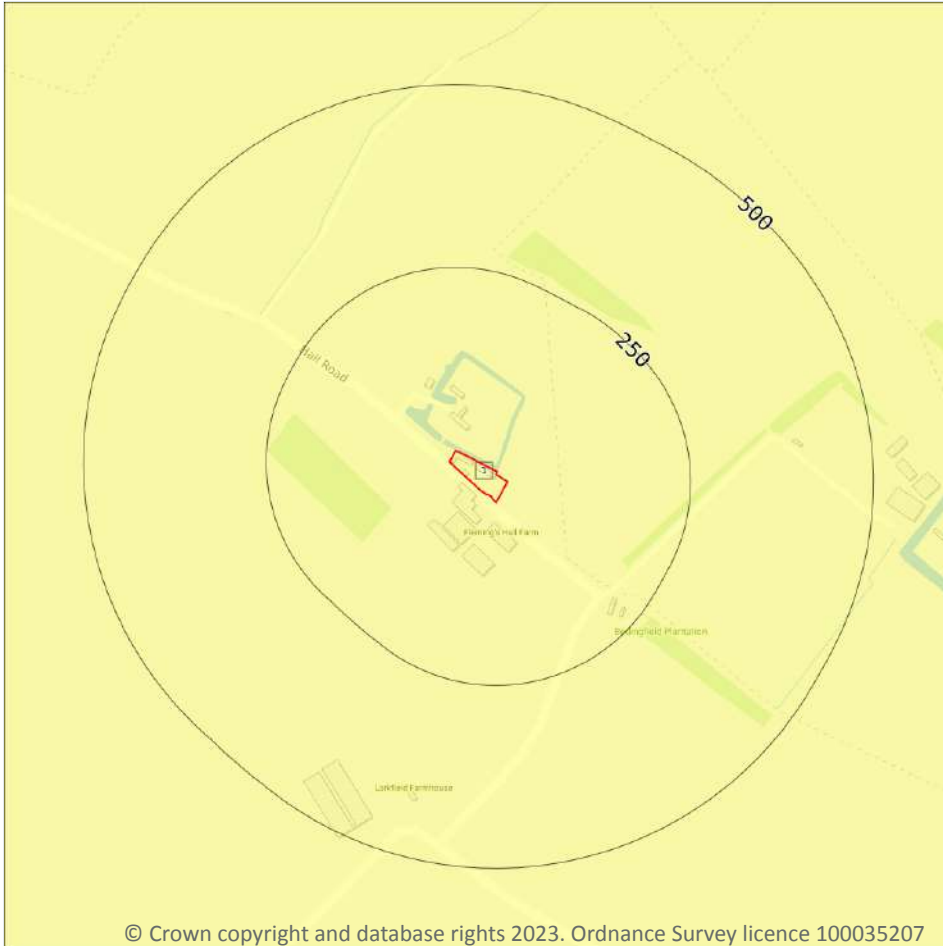 500
250
Hall Road
Fleming's Hall Farm
Bedingfield Plantation
Larkfield Farmhouse
© Crown copyright and database rights 2023. Ordnance Survey licence 100035207